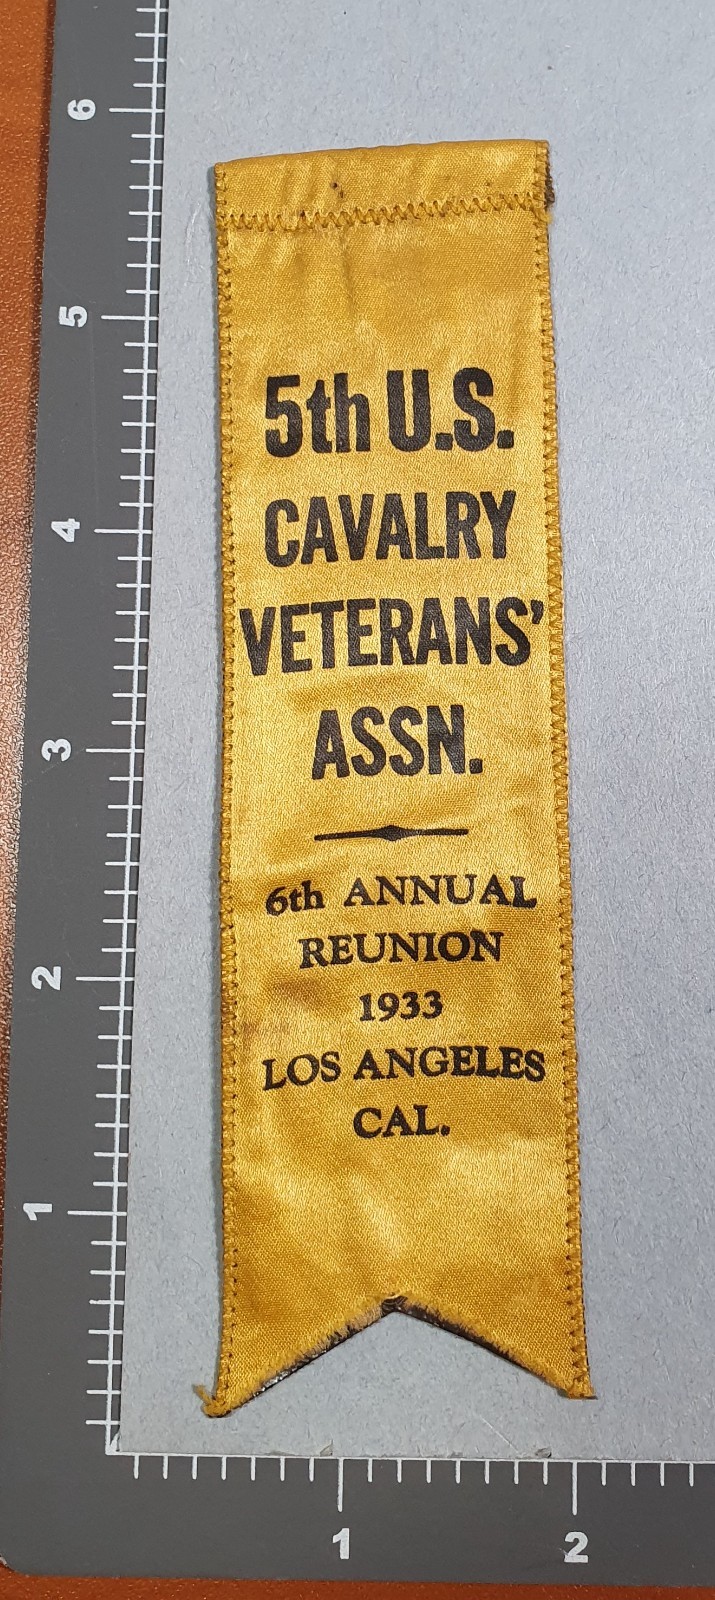 5th U.S.
CAVALRY
VETERANS'
ASSN.
6th ANNUAL
REUNION
1933
LOS ANGELES
CAL.
6
5
4
3
2
1
1 2